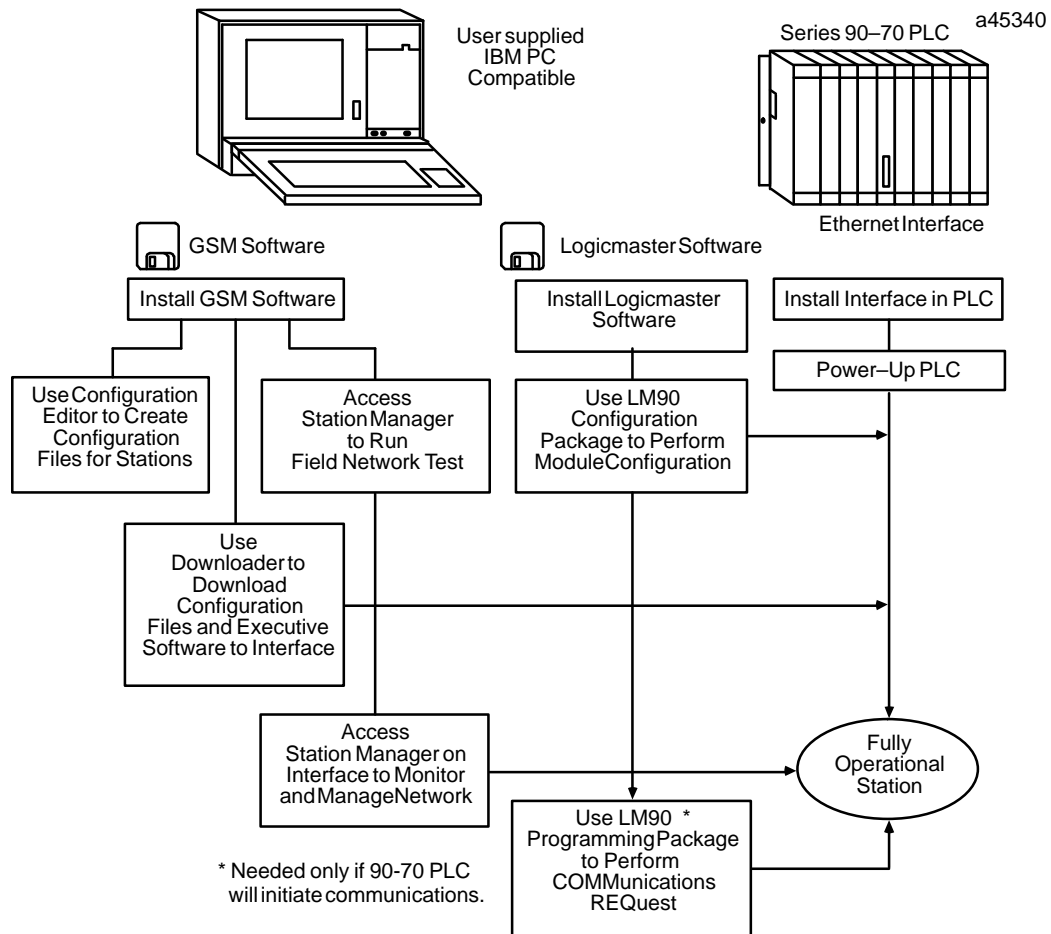 a45340
User supplied
IBM PC
Compatible
Series 90–70 PLC
Ethernet Interface
GSM Software
Logicmaster Software
Install GSM Software
Install Logicmaster
Software
Install Interface in PLC
Power–Up PLC
Use Configuration
Editor to Create
Configuration
Files for Stations
Access
Station Manager
to Run
Field Network Test
Use LM90
Configuration
Package to Perform
Module Configuration
Use
Downloader to
Download
Configuration
Files and Executive
Software to Interface
Access
Station Manager on
Interface to Monitor
and Manage Network
Fully
Operational
Station
Use LM90 *
Programming Package
to Perform
COMMunications
REQuest
* Needed only if 90-70 PLC
will initiate communications.